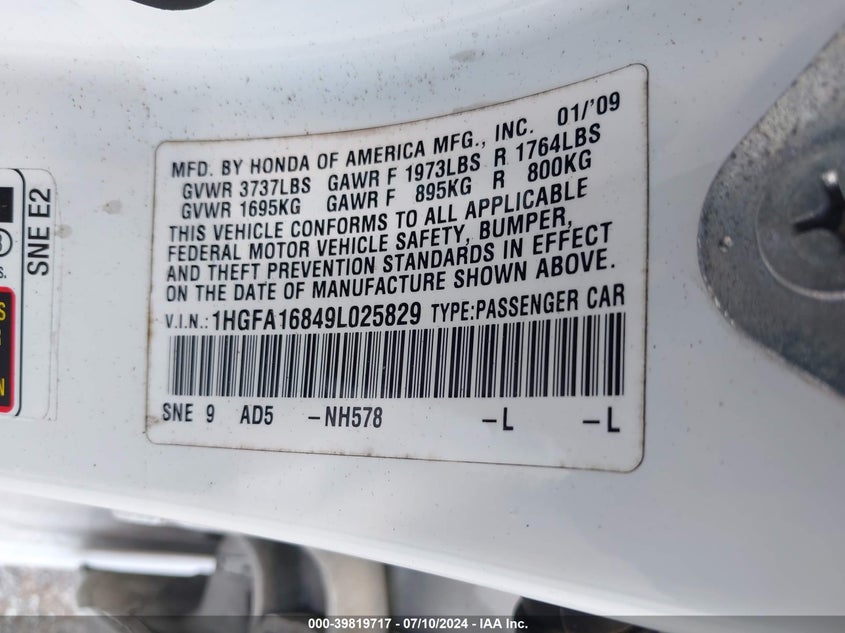 MFD. BY HONDA OF AMERICA MFG., INC. 01/'09
GVWR 3737LBS GAWR F 1973LBS R 1764LBS
GVWR 1695KG GAWR F 895KG R 800KG
THIS VEHICLE CONFORMS TO ALL APPLICABLE
FEDERAL MOTOR VEHICLE SAFETY, BUMPER,
AND THEFT PREVENTION STANDARDS IN EFFECT
ON THE DATE OF MANUFACTURE SHOWN ABOVE.
V.I.N.: 1HGFA16849L025829 TYPE:PASSENGER CAR
SNE 9 AD5 -NH578 -L -L
SNE E2
000-39819717 - 07/10/2024 - IAA Inc.